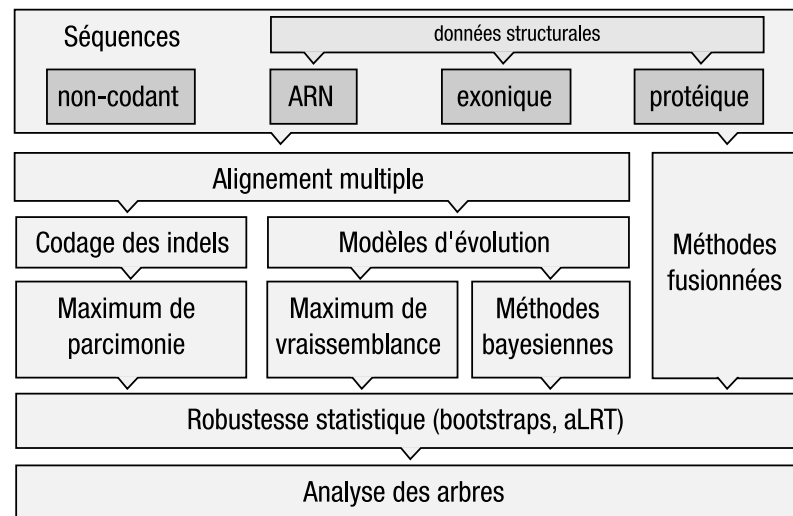 Séquences
données structurales
non-codant
ARN
exonique
protéique
Alignement multiple
Codage des indels
Modèles d'évolution
Méthodes
fusionnées
Maximum de
parcimonie
Maximum de
vraissemblance
Méthodes
bayesiennes
Robustesse statistique (bootstraps, aLRT)
Analyse des arbres